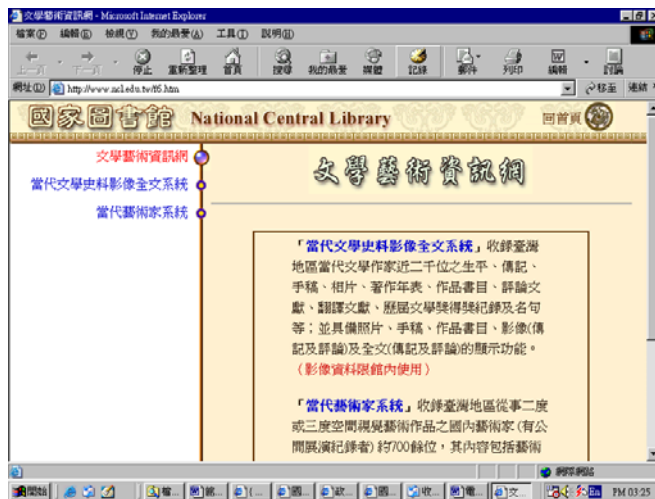 交學藝術資訊網 - Microsoft Internet Explorer
檔案(F) 編輯(E) 檢視(V) 我的最愛(A) 工具(T) 說明(H)
上一頁 下一頁 停止 重新整理 首頁 搜尋 我的最愛 媒體 記錄 郵件 列印 編輯 討論
網址(D) http://www.ncl.edu.tw/f6.htm 移至 連結
國家圖書館 National Central Library 回首頁
文學藝術資訊網
當代文學史料影像全文系統
當代藝術家系統
文學藝術資訊網
「當代文學史料影像全文系統」收錄臺灣
地區當代文學作家近二千位之生平、傳記、
手稿、相片、著作年表、作品書目、評論文
獻、翻譯文獻、歷屆文學獎得獎紀錄及名句
等；並具備照片、手稿、作品書目、影像(傳
記及評論)及全文(傳記及評論)的顯示功能。
（影像資料限館內使用）
「當代藝術家系統」收錄臺灣地區從事二度
或三度空間視覺藝術作品之國內藝術家(有公
開展演紀錄者)約700餘位，其內容包括藝術
網際網路
開始 PM 03:25